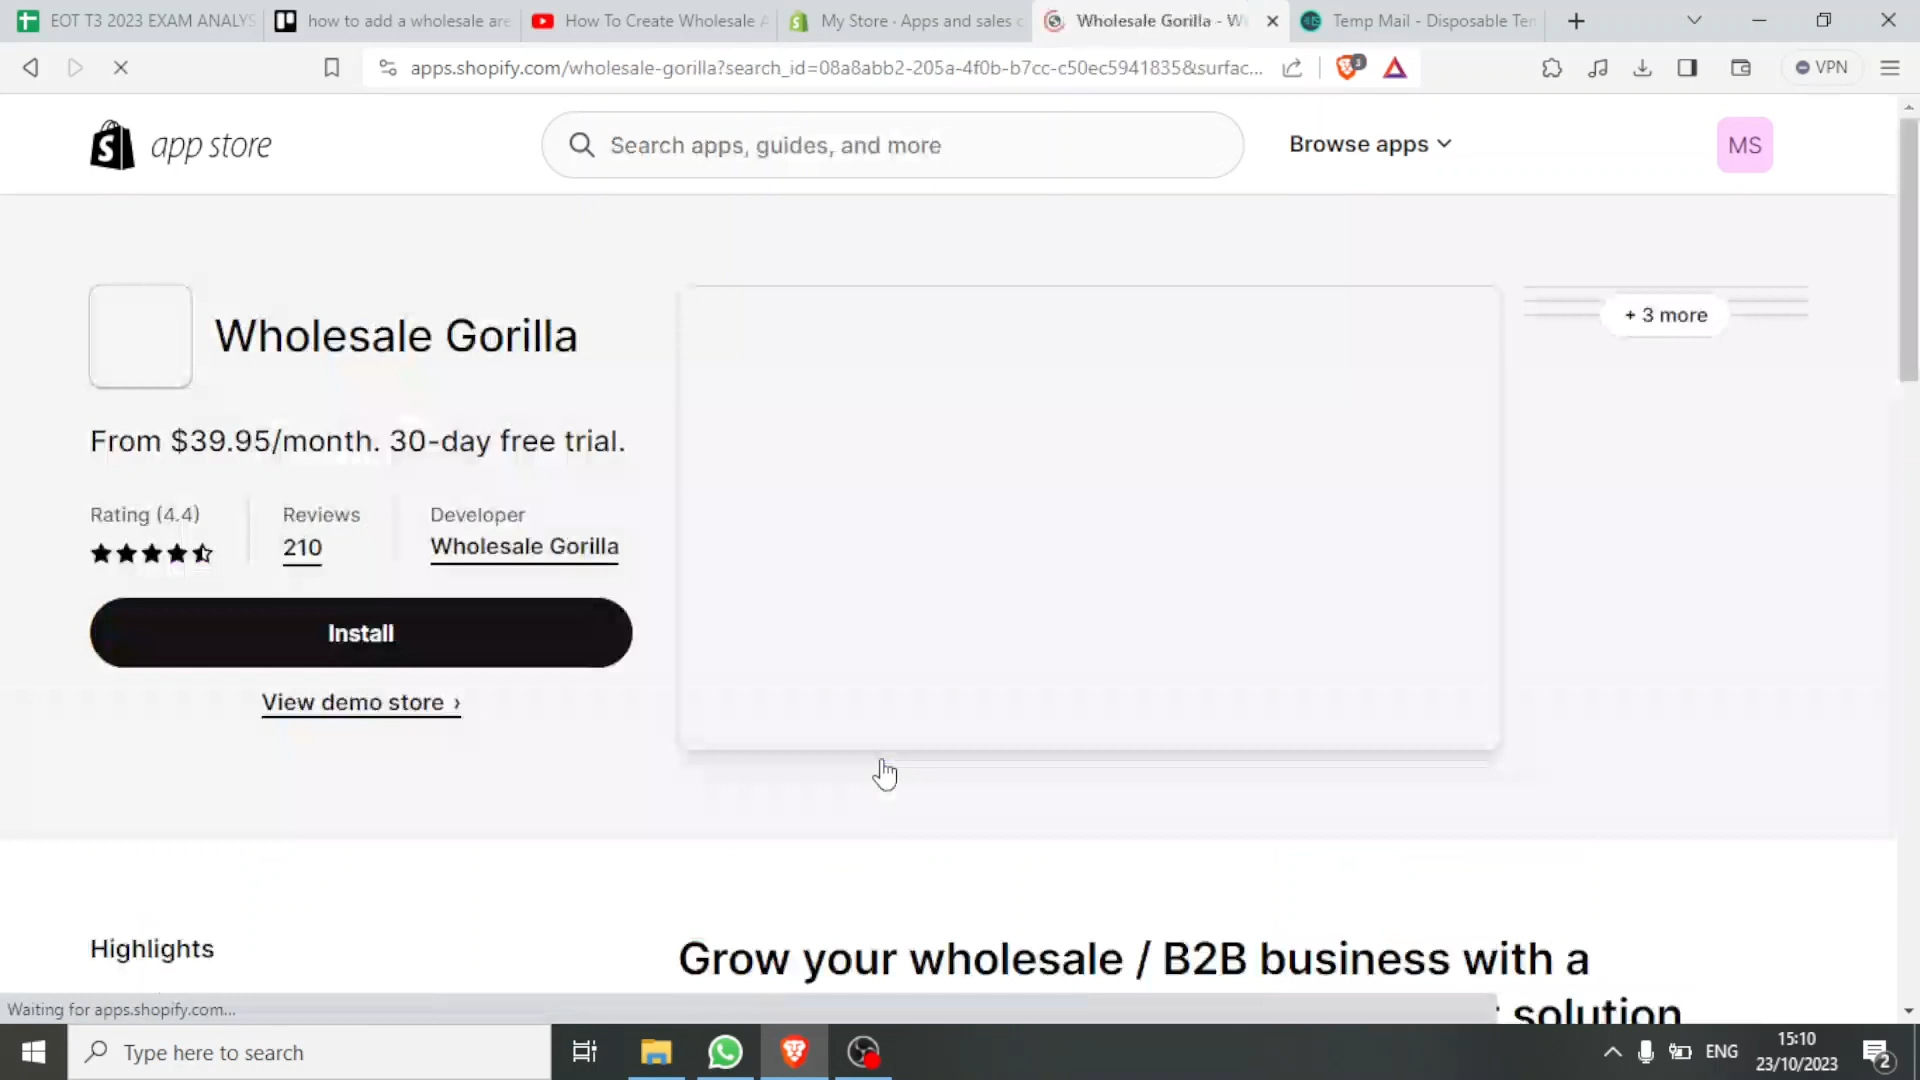 EOT T3 2023 EXAM ANALYS
how to add a wholesale are
How To Create Wholesale A
My Store · Apps and sales c
Wholesale Gorilla - W
Temp Mail - Disposable Ten
apps.shopify.com/wholesale-gorilla?search_id=08a8abb2-205a-4f0b-b7cc-c50ec5941835&surfac...
3
VPN
app store
Search apps, guides, and more
Browse apps
MS
Wholesale Gorilla
+ 3 more
From $39.95/month. 30-day free trial.
Rating (4.4)
Reviews
Developer
210
Wholesale Gorilla
Install
View demo store ›
Highlights
Grow your wholesale / B2B business with a
solution
Waiting for apps.shopify.com...
Type here to search
ENG
15:10
23/10/2023
2